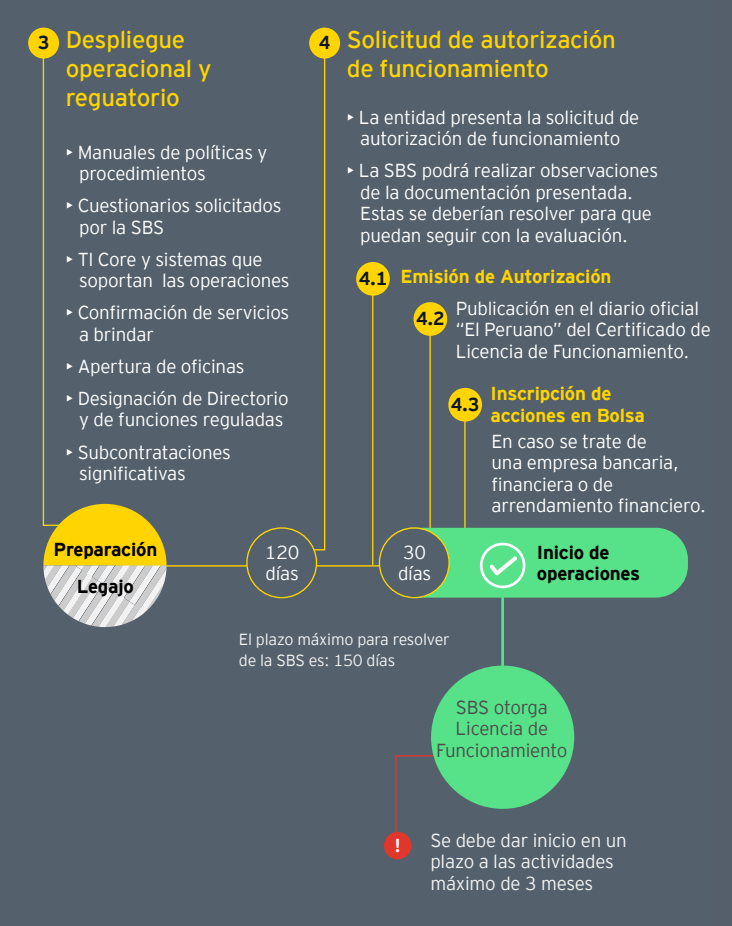 3 Despliegue
operacional y
reguatorio
‣ Manuales de políticas y
procedimientos
‣ Cuestionarios solicitados
por la SBS
‣ TI Core y sistemas que
soportan las operaciones
‣ Confirmación de servicios
a brindar
‣ Apertura de oficinas
‣ Designación de Directorio
y de funciones reguladas
‣ Subcontrataciones
significativas
4 Solicitud de autorización
de funcionamiento
‣ La entidad presenta la solicitud de
autorización de funcionamiento
‣ La SBS podrá realizar observaciones
de la documentación presentada.
Estas se deberían resolver para que
puedan seguir con la evaluación.
4.1 Emisión de Autorización
4.2 Publicación en el diario oficial
“El Peruano” del Certificado de
Licencia de Funcionamiento.
4.3 Inscripción de
acciones en Bolsa
En caso se trate de
una empresa bancaria,
financiera o de
arrendamiento financiero.
Preparación
Legajo
120
días
30
días
Inicio de
operaciones
El plazo máximo para resolver
de la SBS es: 150 días
SBS otorga
Licencia de
Funcionamiento
! Se debe dar inicio en un
plazo a las actividades
máximo de 3 meses